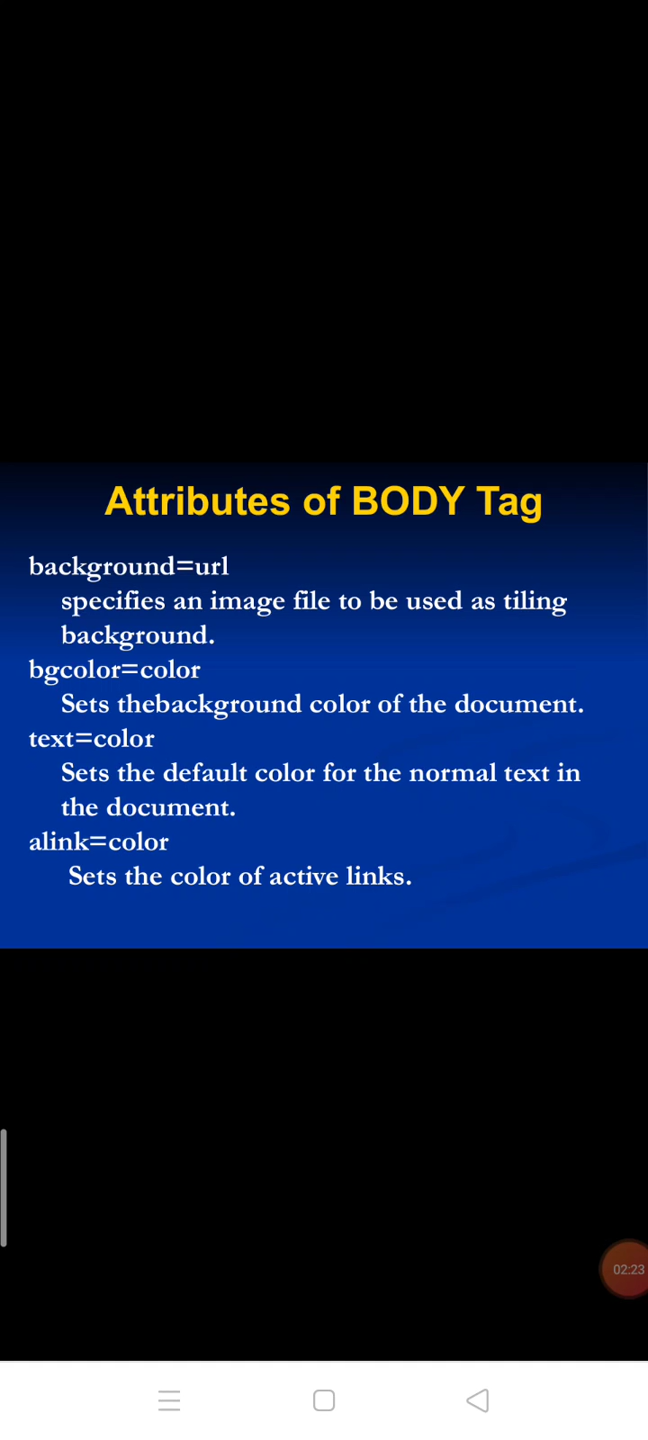 Attributes of BODY Tag
background=url
specifies an image file to be used as tiling
background.
bgcolor=color
Sets thebackground color of the document.
text=color
Sets the default color for the normal text in
the document.
alink=color
Sets the color of active links.
02:23